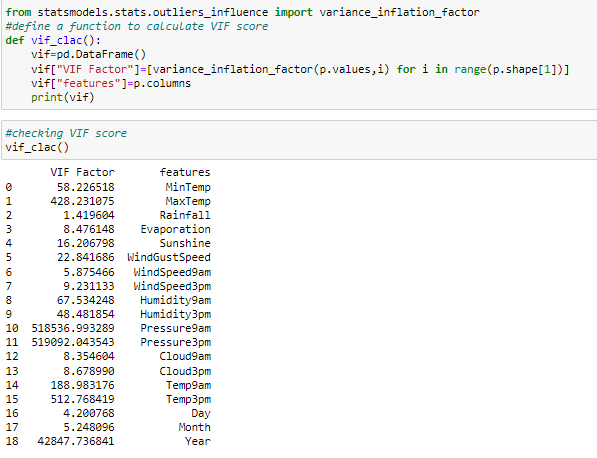 from statsmodels.stats.outliers_influence import variance_inflation_factor
#define a function to calculate VIF score
def vif_clac():
    vif=pd.DataFrame()
    vif["VIF Factor"]=[variance_inflation_factor(p.values,i) for i in range(p.shape[1])]
    vif["features"]=p.columns
    print(vif)
#checking VIF score
vif_clac()
       VIF Factor       features
0       58.226518        MinTemp
1      428.231075        MaxTemp
2        1.419604       Rainfall
3        8.476148    Evaporation
4       16.206798       Sunshine
5       22.841686  WindGustSpeed
6        5.875466   WindSpeed9am
7        9.231133   WindSpeed3pm
8       67.534248    Humidity9am
9       48.481854    Humidity3pm
10  518536.993289    Pressure9am
11  519092.043543    Pressure3pm
12       8.354604       Cloud9am
13       8.678990       Cloud3pm
14     188.983176        Temp9am
15     512.768419        Temp3pm
16       4.200768            Day
17       5.248096          Month
18   42847.736841           Year